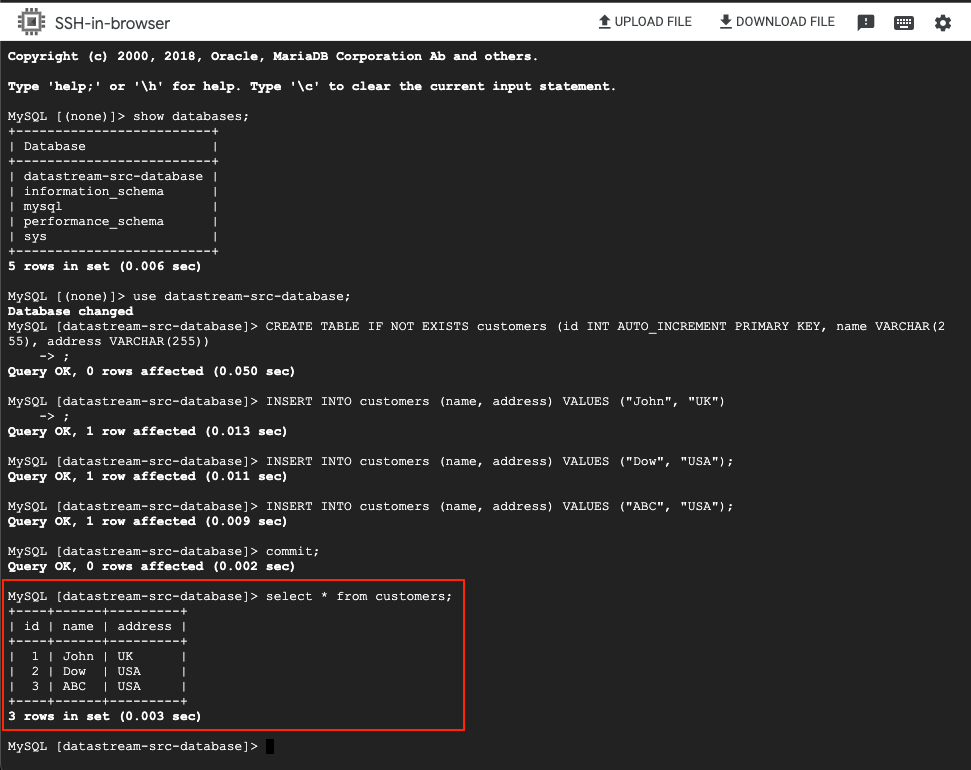 SSH-in-browser
UPLOAD FILE
DOWNLOAD FILE
Copyright (c) 2000, 2018, Oracle, MariaDB Corporation Ab and others.
Type 'help;' or '\h' for help. Type '\c' to clear the current input statement.
MySQL [(none)]> show databases;
+-------------------------+
| Database                |
+-------------------------+
| datastream-src-database |
| information_schema      |
| mysql                   |
| performance_schema      |
| sys                     |
+-------------------------+
5 rows in set (0.006 sec)
MySQL [(none)]> use datastream-src-database;
Database changed
MySQL [datastream-src-database]> CREATE TABLE IF NOT EXISTS customers (id INT AUTO_INCREMENT PRIMARY KEY, name VARCHAR(2
55), address VARCHAR(255))
    -> ;
Query OK, 0 rows affected (0.050 sec)
MySQL [datastream-src-database]> INSERT INTO customers (name, address) VALUES ("John", "UK")
    -> ;
Query OK, 1 row affected (0.013 sec)
MySQL [datastream-src-database]> INSERT INTO customers (name, address) VALUES ("Dow", "USA");
Query OK, 1 row affected (0.011 sec)
MySQL [datastream-src-database]> INSERT INTO customers (name, address) VALUES ("ABC", "USA");
Query OK, 1 row affected (0.009 sec)
MySQL [datastream-src-database]> commit;
Query OK, 0 rows affected (0.002 sec)
MySQL [datastream-src-database]> select * from customers;
+----+------+---------+
| id | name | address |
+----+------+---------+
|  1 | John | UK      |
|  2 | Dow  | USA     |
|  3 | ABC  | USA     |
+----+------+---------+
3 rows in set (0.003 sec)
MySQL [datastream-src-database]>